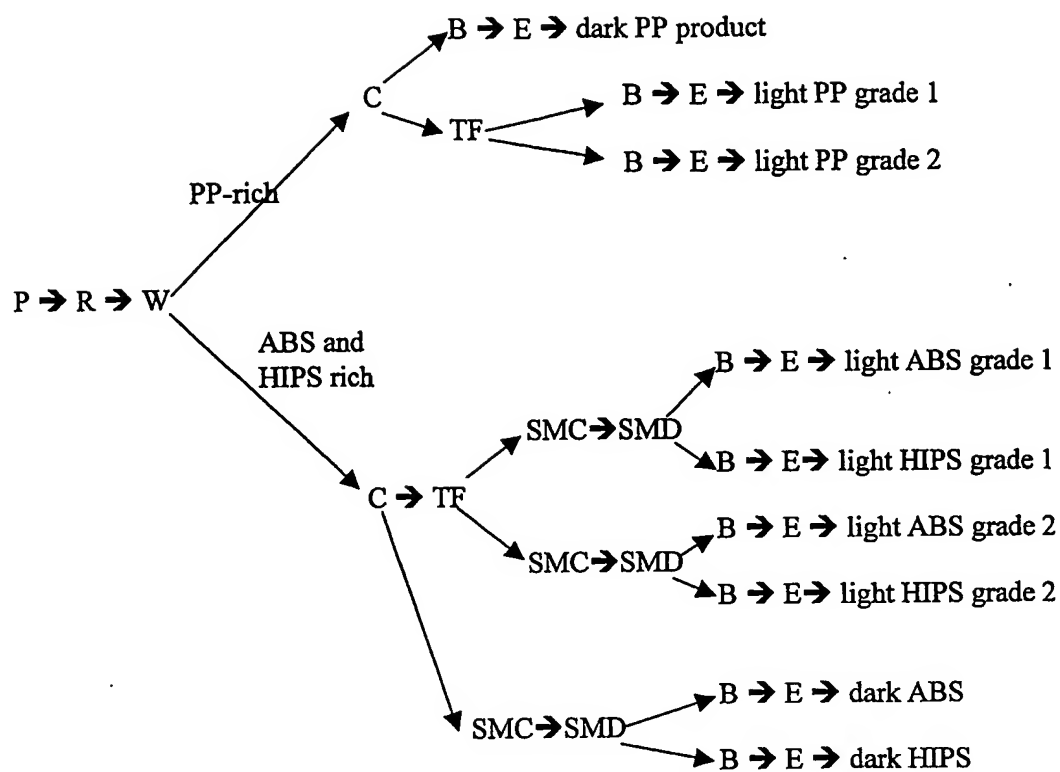 B → E → dark PP product
C
B → E → light PP grade 1
TF
B → E → light PP grade 2
PP-rich
P → R → W
ABS and
HIPS rich
B → E → light ABS grade 1
SMC → SMD
B → E → light HIPS grade 1
C → TF
B → E → light ABS grade 2
SMC → SMD
B → E → light HIPS grade 2
B → E → dark ABS
SMC → SMD
B → E → dark HIPS